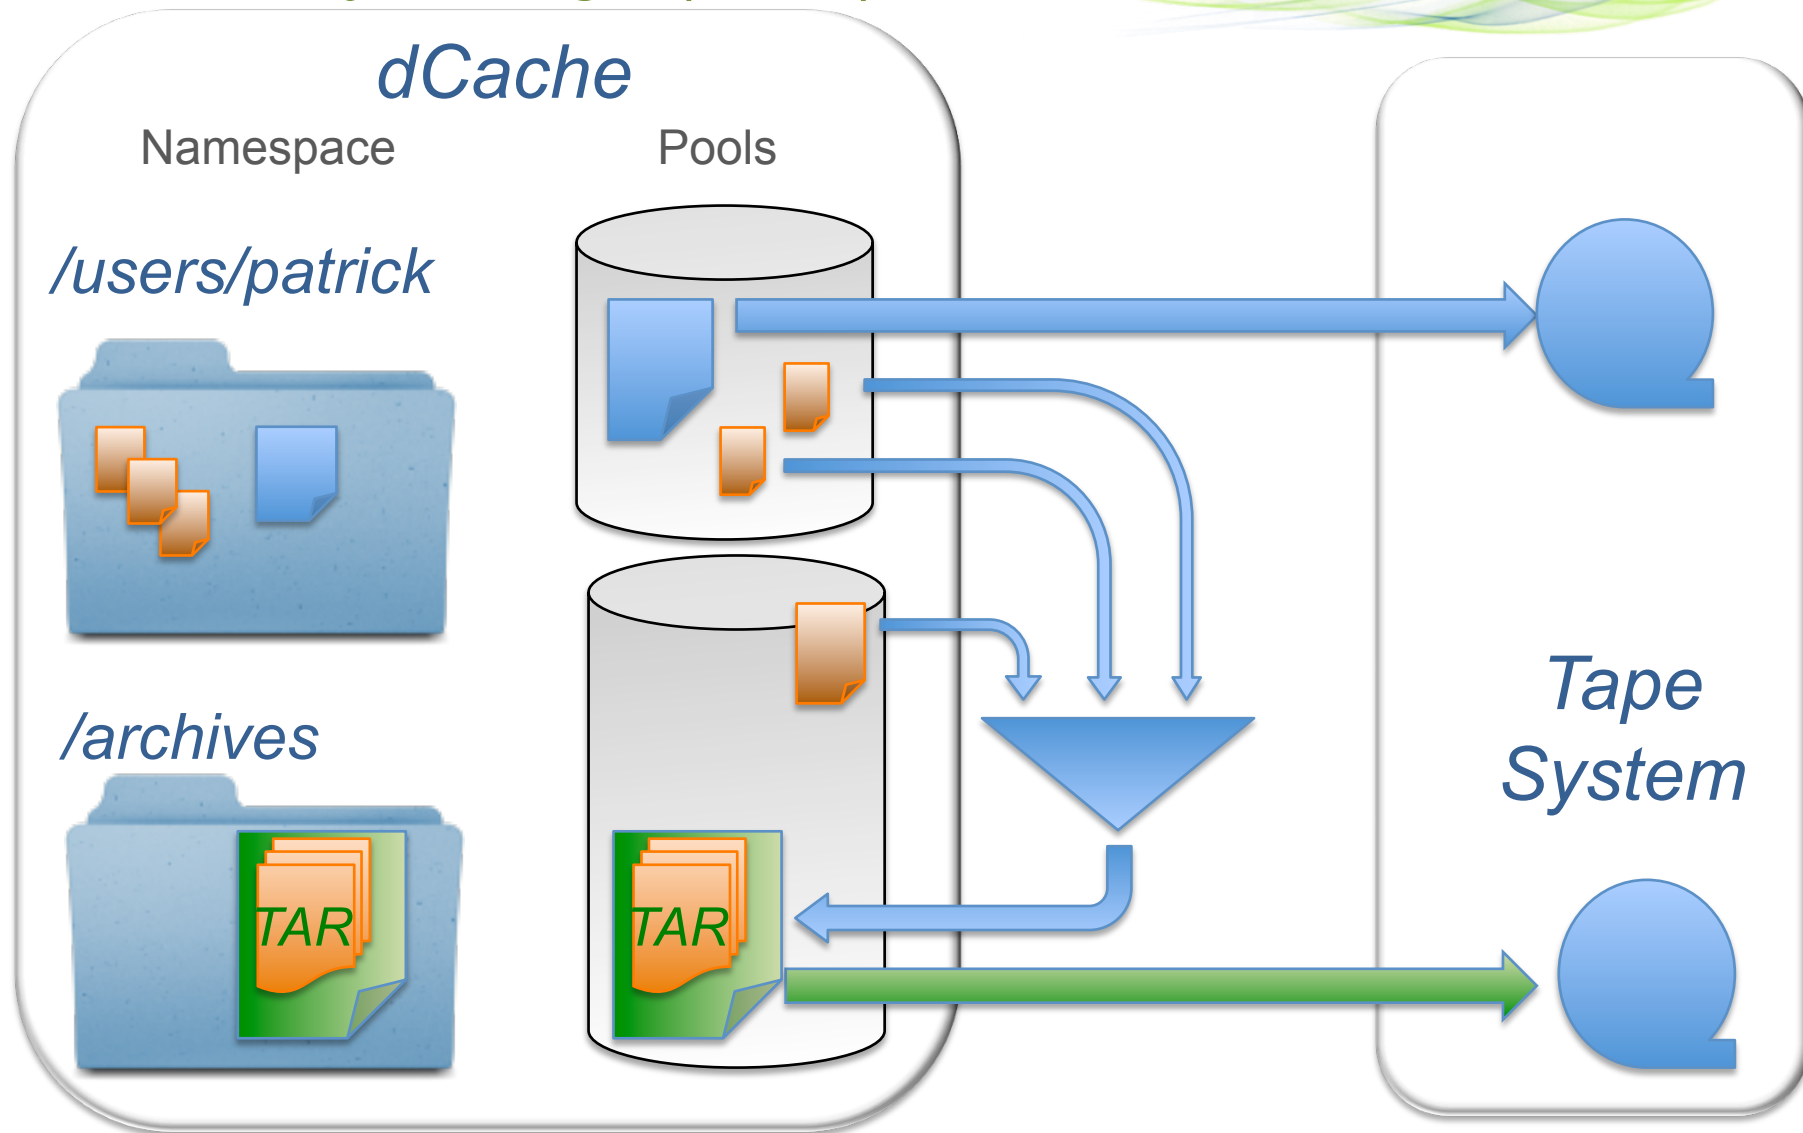 dCache
Namespace
Pools
/users/patrick
/archives
TAR
TAR
Tape
System